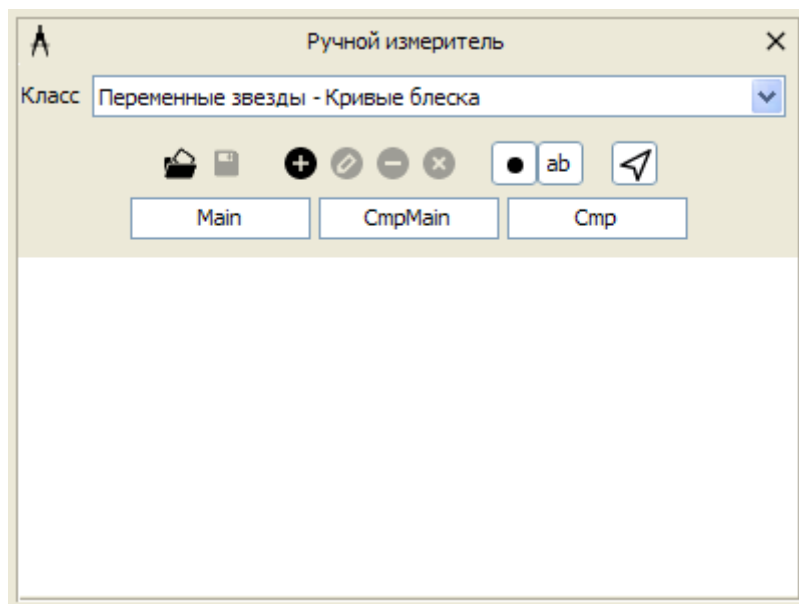 Ручной измеритель
Класс Переменные звезды - Кривые блеска
ab
Main CmpMain Cmp